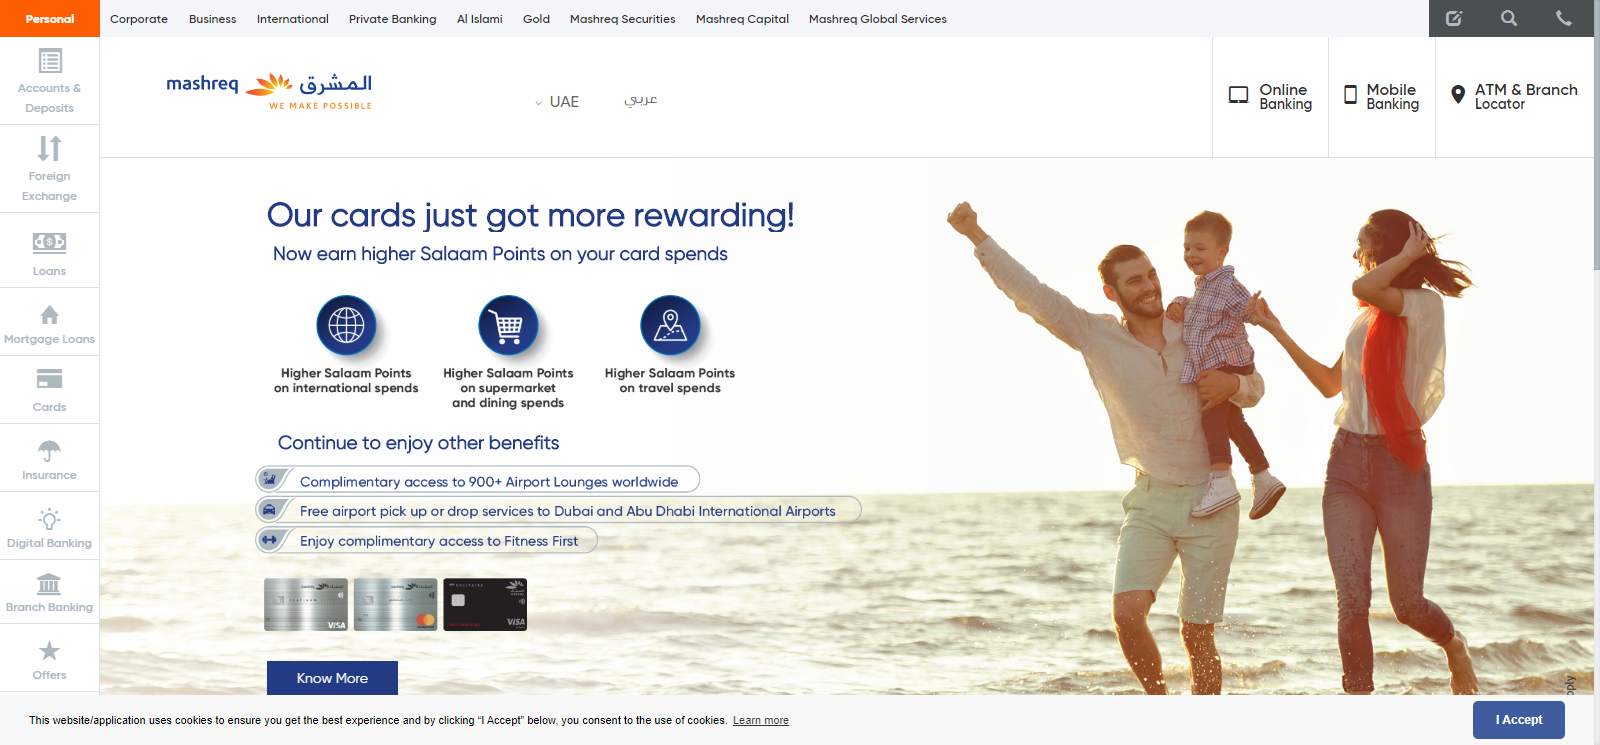 Personal
Corporate
Business
International
Private Banking
Al Islami
Gold
Mashreq Securities
Mashreq Capital
Mashreq Global Services
Accounts &
Deposits
Foreign
Exchange
Loans
Mortgage Loans
Cards
Insurance
Digital Banking
Branch Banking
Offers
mashreq المشرق
WE MAKE POSSIBLE
UAE
عربي
Online
Banking
Mobile
Banking
ATM & Branch
Locator
Our cards just got more rewarding!
Now earn higher Salaam Points on your card spends
Higher Salaam Points
on international spends
Higher Salaam Points
on supermarket
and dining spends
Higher Salaam Points
on travel spends
Continue to enjoy other benefits
Complimentary access to 900+ Airport Lounges worldwide
Free airport pick up or drop services to Dubai and Abu Dhabi International Airports
Enjoy complimentary access to Fitness First
VISA
SOLITAIRE
VISA
Know More
This website/application uses cookies to ensure you get the best experience and by clicking “I Accept” below, you consent to the use of cookies. Learn more
I Accept